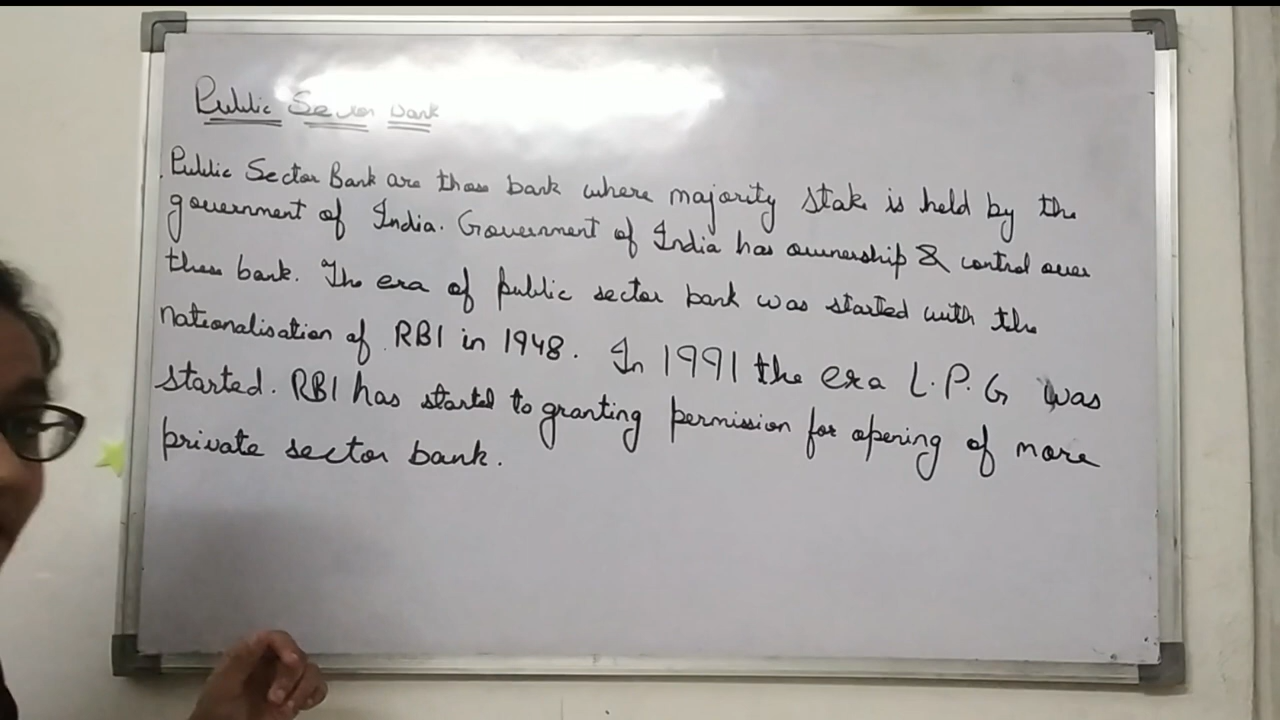 Public Sector Bank
Public Sector Bank are those bank where majority stake is held by the
government of India. Government of India has ownership & control over
these bank. The era of public sector bank was started with the
nationalisation of RBI in 1948. In 1991 the era L.P.G was
started. RBI has started to granting permission for opening of more
private sector bank.